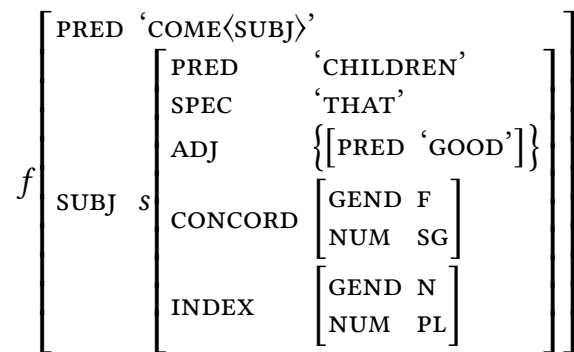 PRED ‘COME⟨SUBJ⟩’
PRED ‘CHILDREN’
SPEC ‘THAT’
ADJ {[PRED ‘GOOD’]}
f SUBJ s
CONCORD [GEND F
NUM SG]
INDEX [GEND N
NUM PL]